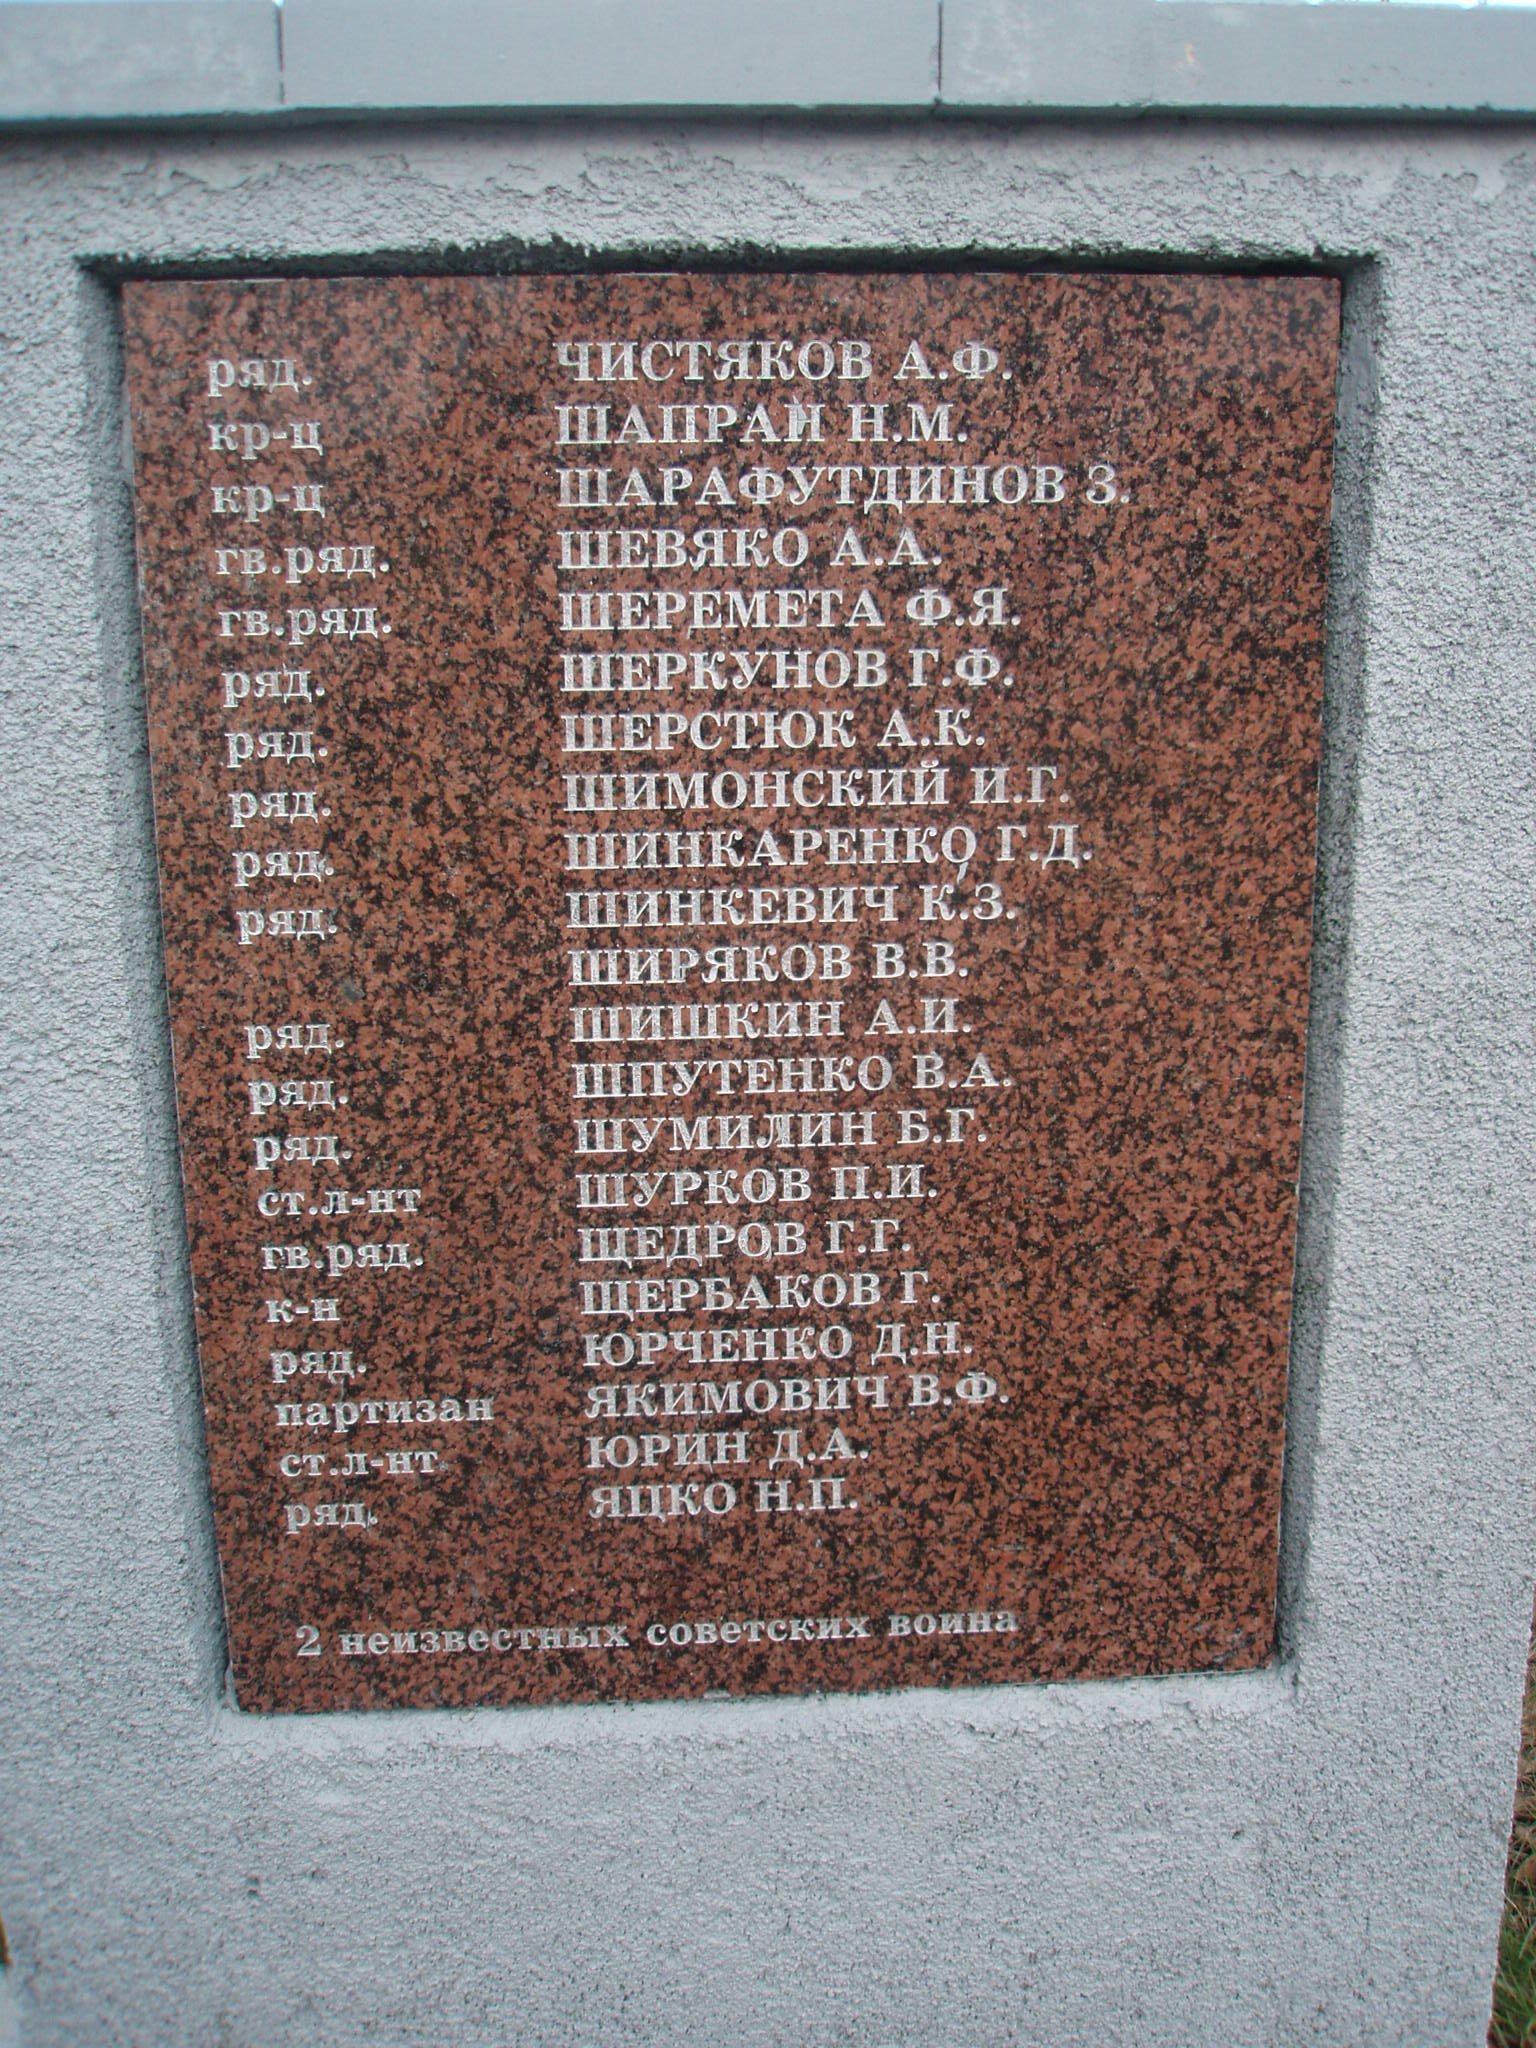 ряд. ЧИСТЯКОВ А.Ф.
кр-ц ШАПРАН Н.М.
кр-ц ШАРАФУТДИНОВ З.
гв.ряд. ШЕВЯКО А.А.
гв.ряд. ШЕРЕМЕТА Ф.Я.
ряд. ШЕРКУНОВ Г.Ф.
ряд. ШЕРСТЮК А.К.
ряд. ШИМОНСКИЙ И.Г.
ряд. ШИНКАРЕНКО Г.Д.
ряд. ШИНКЕВИЧ К.З.
ШИРЯКОВ В.В.
ряд. ШИШКИН А.И.
ряд. ШПУТЕНКО В.А.
ряд. ШУМИЛИН Б.Г.
ст.л-нт ШУРКОВ П.И.
гв.ряд. ЩЕДРОВ Г.Г.
к-н ЩЕРБАКОВ Г.
ряд. ЮРЧЕНКО Д.Н.
партизан ЯКИМОВИЧ В.Ф.
ст.л-нт ЮРИН Д.А.
ряд. ЯЦКО Н.П.
2 неизвестных советских воина